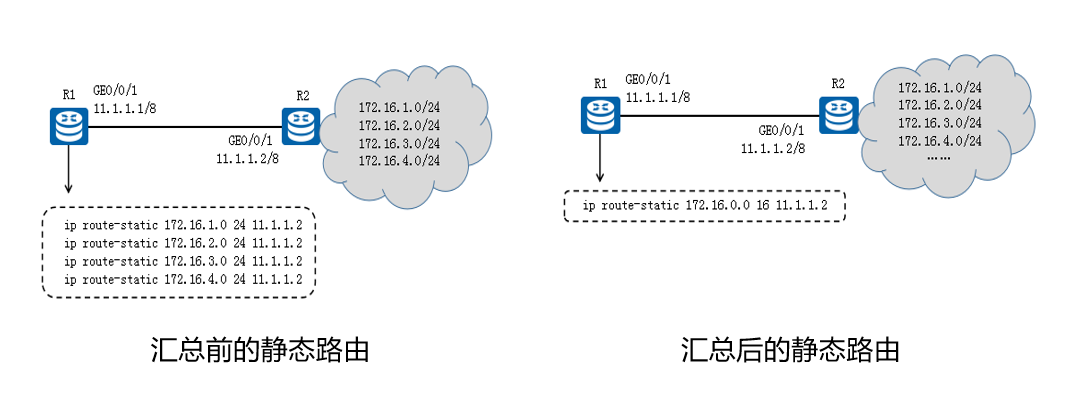 R1
GE0/0/1
11.1.1.1/8
R2
GE0/0/1
11.1.1.2/8
172.16.1.0/24
172.16.2.0/24
172.16.3.0/24
172.16.4.0/24
ip route-static 172.16.1.0 24 11.1.1.2
ip route-static 172.16.2.0 24 11.1.1.2
ip route-static 172.16.3.0 24 11.1.1.2
ip route-static 172.16.4.0 24 11.1.1.2
汇总前的静态路由
R1
GE0/0/1
11.1.1.1/8
R2
GE0/0/1
11.1.1.2/8
172.16.1.0/24
172.16.2.0/24
172.16.3.0/24
172.16.4.0/24
……
ip route-static 172.16.0.0 16 11.1.1.2
汇总后的静态路由